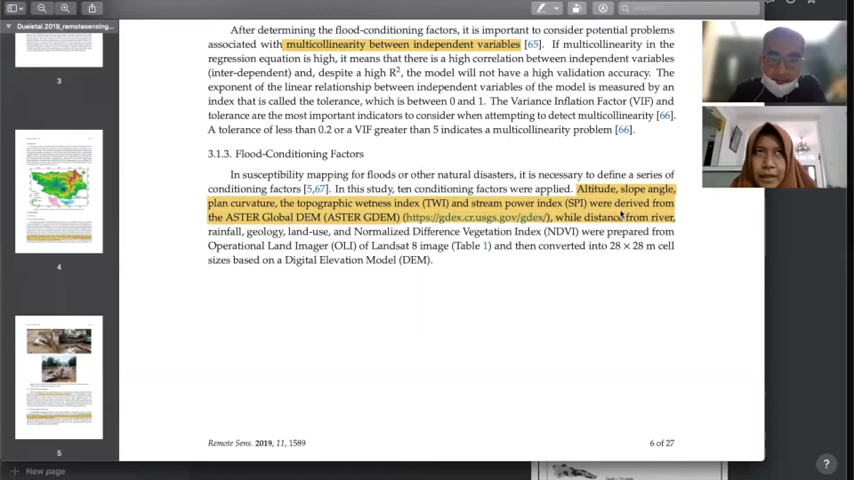 Dueietal.2019_remotesensing...
3
4
5
After determining the flood-conditioning factors, it is important to consider potential problems
associated with multicollinearity between independent variables [65]. If multicollinearity in the
regression equation is high, it means that there is a high correlation between independent variables
(inter-dependent) and, despite a high R², the model will not have a high validation accuracy. The
exponent of the linear relationship between independent variables of the model is measured by an
index that is called the tolerance, which is between 0 and 1. The Variance Inflation Factor (VIF) and
tolerance are the most important indicators to consider when attempting to detect multicollinearity [66].
A tolerance of less than 0.2 or a VIF greater than 5 indicates a multicollinearity problem [66].
3.1.3. Flood-Conditioning Factors
In susceptibility mapping for floods or other natural disasters, it is necessary to define a series of
conditioning factors [5,67]. In this study, ten conditioning factors were applied. Altitude, slope angle,
plan curvature, the topographic wetness index (TWI) and stream power index (SPI) were derived from
the ASTER Global DEM (ASTER GDEM) (https://gdex.cr.usgs.gov/gdex/), while distance from river,
rainfall, geology, land-use, and Normalized Difference Vegetation Index (NDVI) were prepared from
Operational Land Imager (OLI) of Landsat 8 image (Table 1) and then converted into 28 × 28 m cell
sizes based on a Digital Elevation Model (DEM).
Remote Sens. 2019, 11, 1589
6 of 27
New page
?